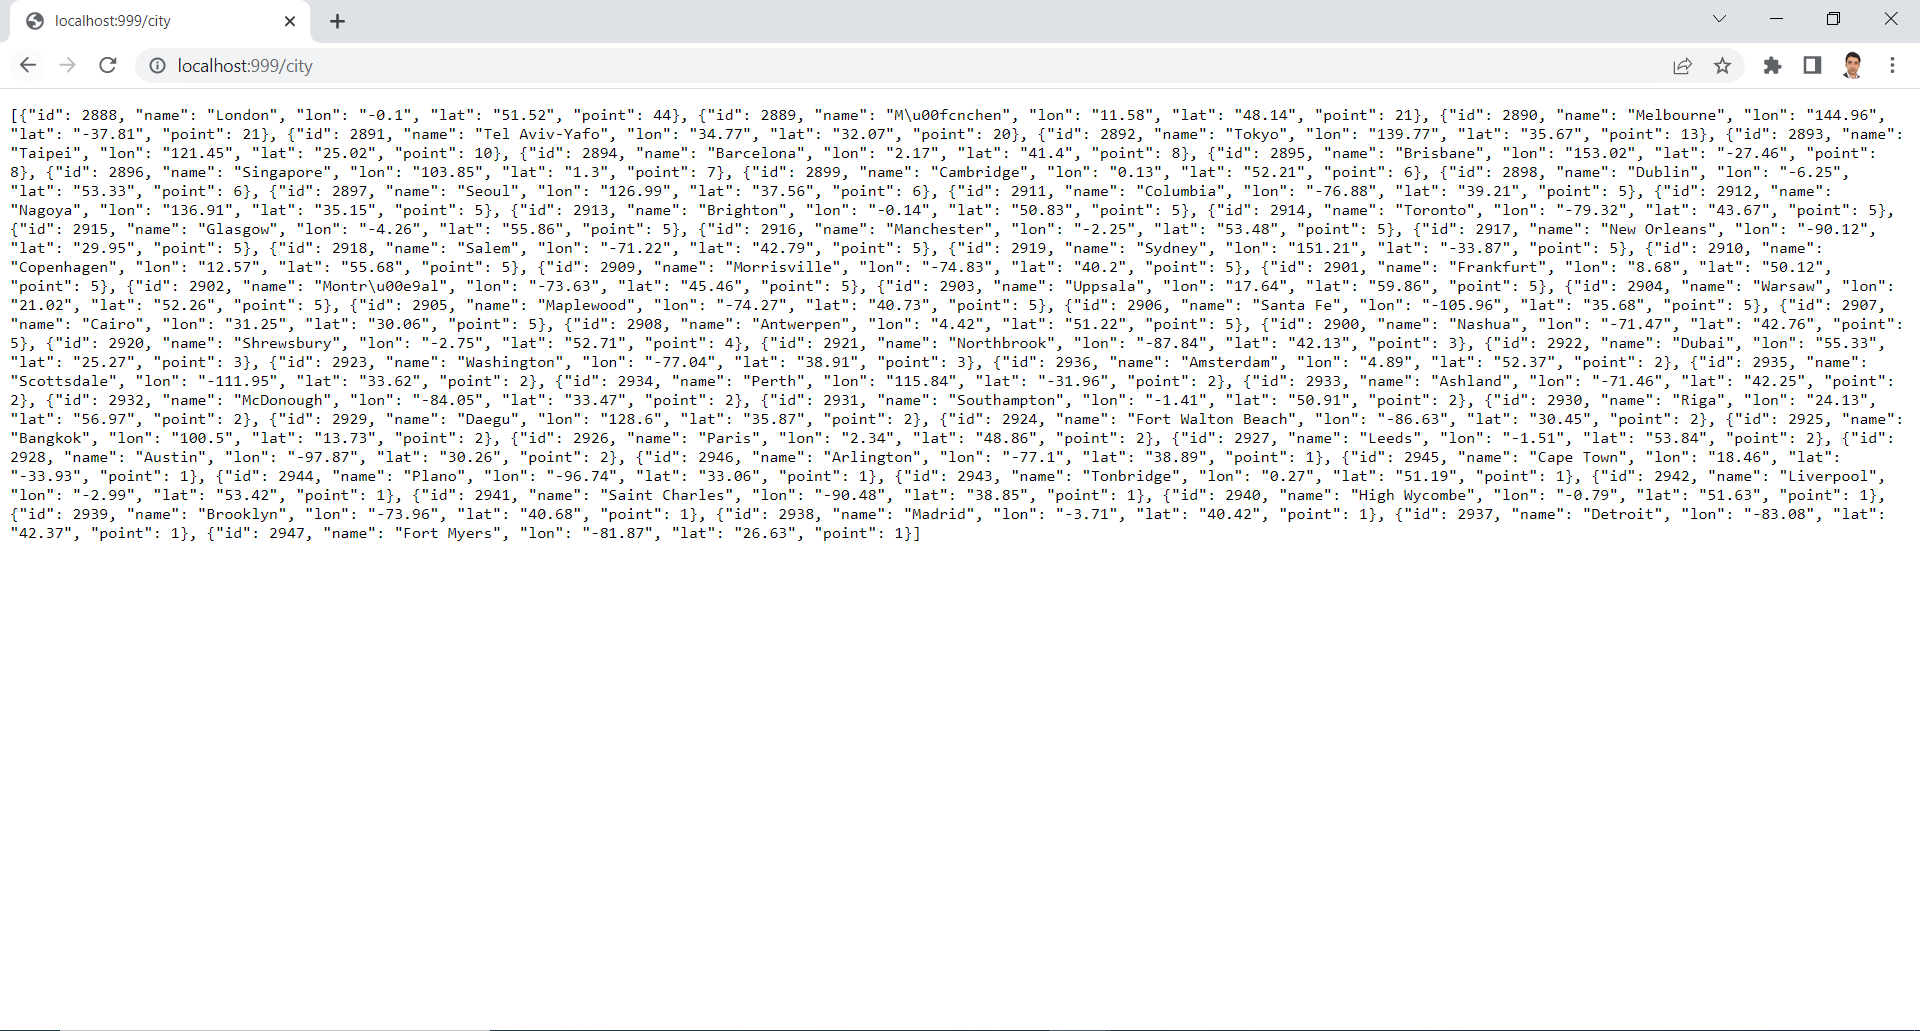 localhost:999/city
localhost:999/city
[{"id": 2888, "name": "London", "lon": "-0.1", "lat": "51.52", "point": 44}, {"id": 2889, "name": "M\u00fcnchen", "lon": "11.58", "lat": "48.14", "point": 21}, {"id": 2890, "name": "Melbourne", "lon": "144.96",
"lat": "-37.81", "point": 21}, {"id": 2891, "name": "Tel Aviv-Yafo", "lon": "34.77", "lat": "32.07", "point": 20}, {"id": 2892, "name": "Tokyo", "lon": "139.77", "lat": "35.67", "point": 13}, {"id": 2893, "name":
"Taipei", "lon": "121.45", "lat": "25.02", "point": 10}, {"id": 2894, "name": "Barcelona", "lon": "2.17", "lat": "41.4", "point": 8}, {"id": 2895, "name": "Brisbane", "lon": "153.02", "lat": "-27.46", "point":
8}, {"id": 2896, "name": "Singapore", "lon": "103.85", "lat": "1.3", "point": 7}, {"id": 2899, "name": "Cambridge", "lon": "0.13", "lat": "52.21", "point": 6}, {"id": 2898, "name": "Dublin", "lon": "-6.25",
"lat": "53.33", "point": 6}, {"id": 2897, "name": "Seoul", "lon": "126.99", "lat": "37.56", "point": 6}, {"id": 2911, "name": "Columbia", "lon": "-76.88", "lat": "39.21", "point": 5}, {"id": 2912, "name":
"Nagoya", "lon": "136.91", "lat": "35.15", "point": 5}, {"id": 2913, "name": "Brighton", "lon": "-0.14", "lat": "50.83", "point": 5}, {"id": 2914, "name": "Toronto", "lon": "-79.32", "lat": "43.67", "point": 5},
{"id": 2915, "name": "Glasgow", "lon": "-4.26", "lat": "55.86", "point": 5}, {"id": 2916, "name": "Manchester", "lon": "-2.25", "lat": "53.48", "point": 5}, {"id": 2917, "name": "New Orleans", "lon": "-90.12",
"lat": "29.95", "point": 5}, {"id": 2918, "name": "Salem", "lon": "-71.22", "lat": "42.79", "point": 5}, {"id": 2919, "name": "Sydney", "lon": "151.21", "lat": "-33.87", "point": 5}, {"id": 2910, "name":
"Copenhagen", "lon": "12.57", "lat": "55.68", "point": 5}, {"id": 2909, "name": "Morrisville", "lon": "-74.83", "lat": "40.2", "point": 5}, {"id": 2901, "name": "Frankfurt", "lon": "8.68", "lat": "50.12",
"point": 5}, {"id": 2902, "name": "Montr\u00e9al", "lon": "-73.63", "lat": "45.46", "point": 5}, {"id": 2903, "name": "Uppsala", "lon": "17.64", "lat": "59.86", "point": 5}, {"id": 2904, "name": "Warsaw", "lon":
"21.02", "lat": "52.26", "point": 5}, {"id": 2905, "name": "Maplewood", "lon": "-74.27", "lat": "40.73", "point": 5}, {"id": 2906, "name": "Santa Fe", "lon": "-105.96", "lat": "35.68", "point": 5}, {"id": 2907,
"name": "Cairo", "lon": "31.25", "lat": "30.06", "point": 5}, {"id": 2908, "name": "Antwerpen", "lon": "4.42", "lat": "51.22", "point": 5}, {"id": 2900, "name": "Nashua", "lon": "-71.47", "lat": "42.76", "point":
5}, {"id": 2920, "name": "Shrewsbury", "lon": "-2.75", "lat": "52.71", "point": 4}, {"id": 2921, "name": "Northbrook", "lon": "-87.84", "lat": "42.13", "point": 3}, {"id": 2922, "name": "Dubai", "lon": "55.33",
"lat": "25.27", "point": 3}, {"id": 2923, "name": "Washington", "lon": "-77.04", "lat": "38.91", "point": 3}, {"id": 2936, "name": "Amsterdam", "lon": "4.89", "lat": "52.37", "point": 2}, {"id": 2935, "name":
"Scottsdale", "lon": "-111.95", "lat": "33.62", "point": 2}, {"id": 2934, "name": "Perth", "lon": "115.84", "lat": "-31.96", "point": 2}, {"id": 2933, "name": "Ashland", "lon": "-71.46", "lat": "42.25", "point":
2}, {"id": 2932, "name": "McDonough", "lon": "-84.05", "lat": "33.47", "point": 2}, {"id": 2931, "name": "Southampton", "lon": "-1.41", "lat": "50.91", "point": 2}, {"id": 2930, "name": "Riga", "lon": "24.13",
"lat": "56.97", "point": 2}, {"id": 2929, "name": "Daegu", "lon": "128.6", "lat": "35.87", "point": 2}, {"id": 2924, "name": "Fort Walton Beach", "lon": "-86.63", "lat": "30.45", "point": 2}, {"id": 2925, "name":
"Bangkok", "lon": "100.5", "lat": "13.73", "point": 2}, {"id": 2926, "name": "Paris", "lon": "2.34", "lat": "48.86", "point": 2}, {"id": 2927, "name": "Leeds", "lon": "-1.51", "lat": "53.84", "point": 2}, {"id":
2928, "name": "Austin", "lon": "-97.87", "lat": "30.26", "point": 2}, {"id": 2946, "name": "Arlington", "lon": "-77.1", "lat": "38.89", "point": 1}, {"id": 2945, "name": "Cape Town", "lon": "18.46", "lat":
"-33.93", "point": 1}, {"id": 2944, "name": "Plano", "lon": "-96.74", "lat": "33.06", "point": 1}, {"id": 2943, "name": "Tonbridge", "lon": "0.27", "lat": "51.19", "point": 1}, {"id": 2942, "name": "Liverpool",
"lon": "-2.99", "lat": "53.42", "point": 1}, {"id": 2941, "name": "Saint Charles", "lon": "-90.48", "lat": "38.85", "point": 1}, {"id": 2940, "name": "High Wycombe", "lon": "-0.79", "lat": "51.63", "point": 1},
{"id": 2939, "name": "Brooklyn", "lon": "-73.96", "lat": "40.68", "point": 1}, {"id": 2938, "name": "Madrid", "lon": "-3.71", "lat": "40.42", "point": 1}, {"id": 2937, "name": "Detroit", "lon": "-83.08", "lat":
"42.37", "point": 1}, {"id": 2947, "name": "Fort Myers", "lon": "-81.87", "lat": "26.63", "point": 1}]